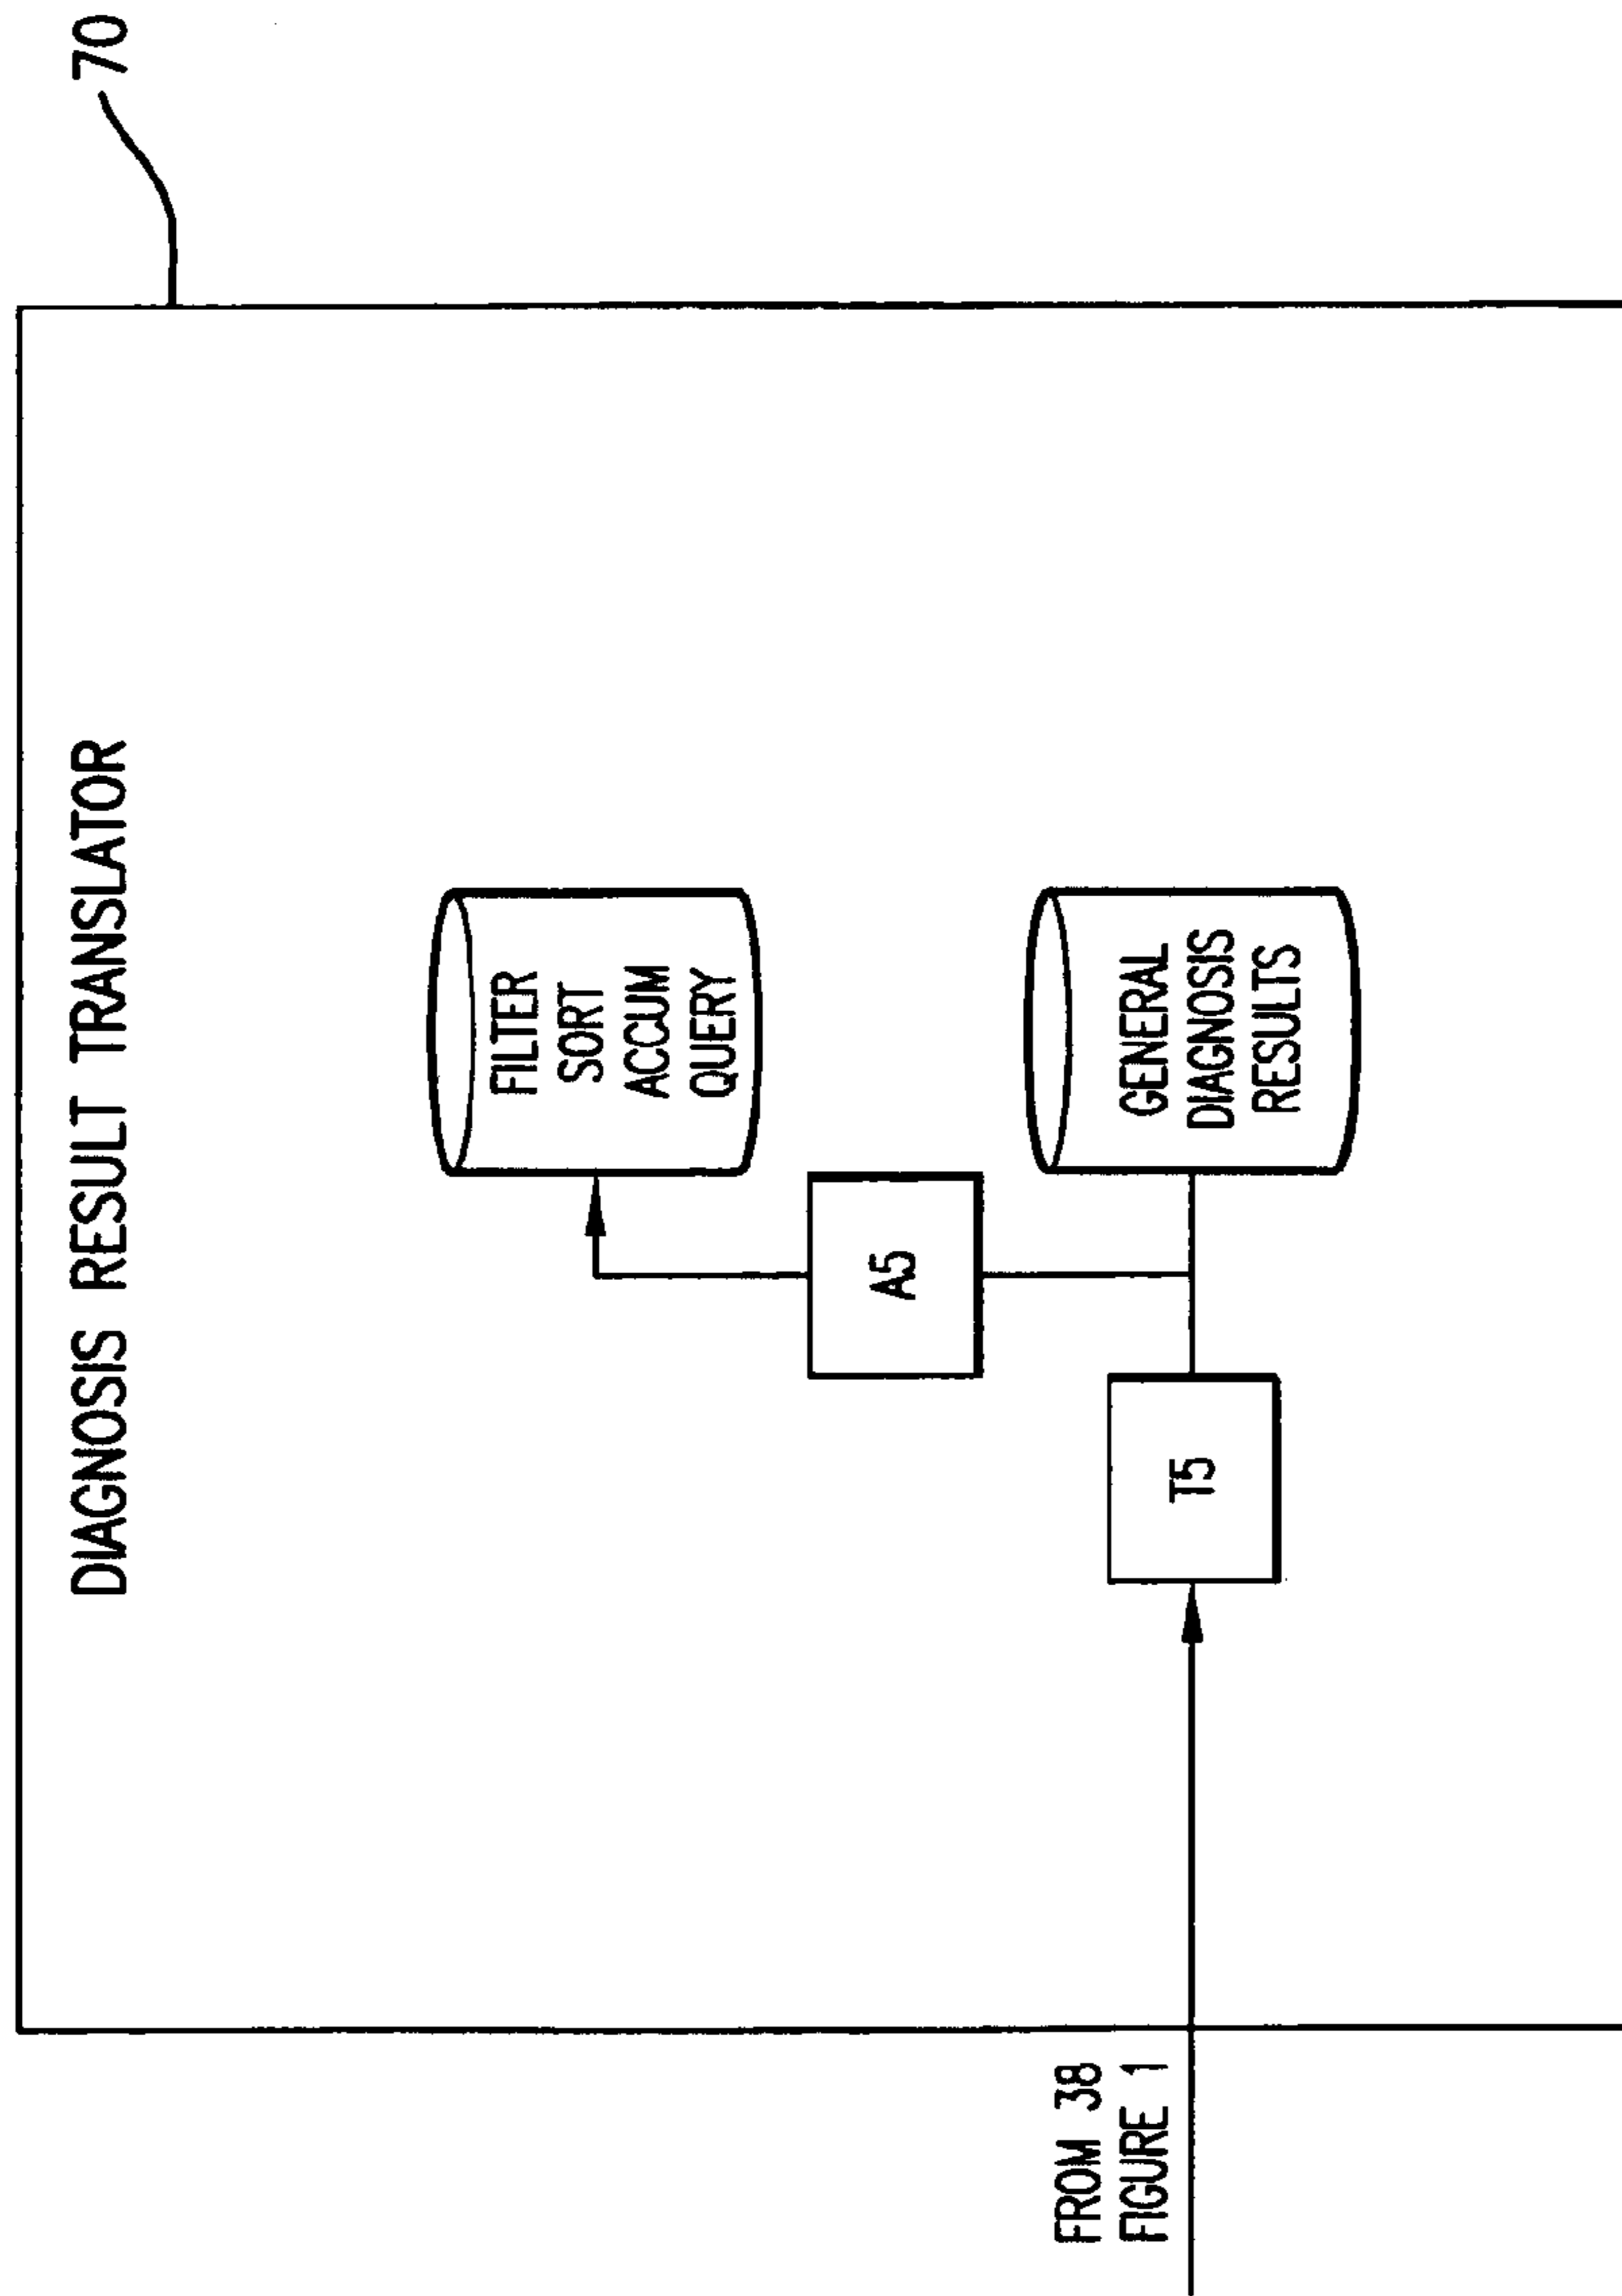 70
DIAGNOSIS RESULT TRANSLATOR
FILTER
SORT
ACCUM
QUERY
A5
FROM 38
FIGURE 1
T5
GENERAL
DIAGNOSIS
RESULTS